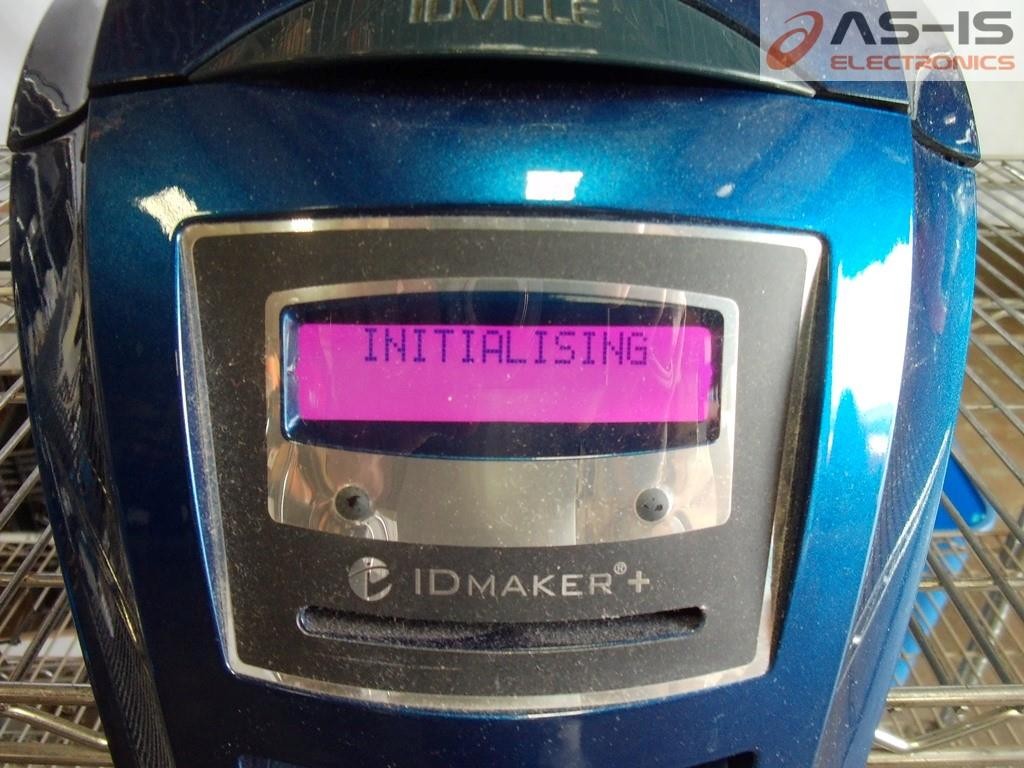 IDVILLE
AS-IS
ELECTRONICS
INITIALISING
IDMAKER®+